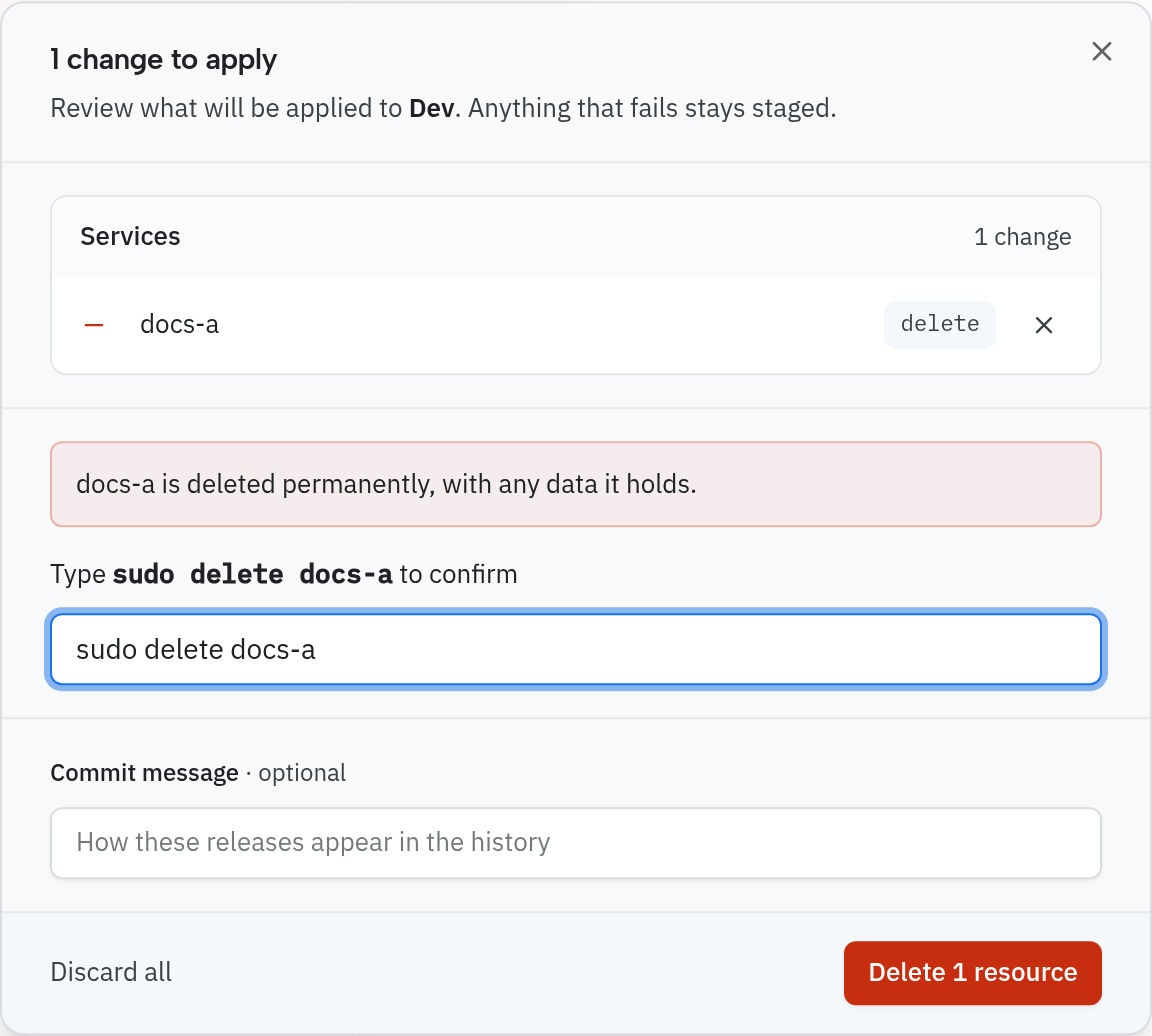 1 change to apply
Review what will be applied to Dev. Anything that fails stays staged.
Services
1 change
docs-a
delete
docs-a is deleted permanently, with any data it holds.
Type sudo delete docs-a to confirm
sudo delete docs-a
Commit message · optional
How these releases appear in the history
Discard all
Delete 1 resource